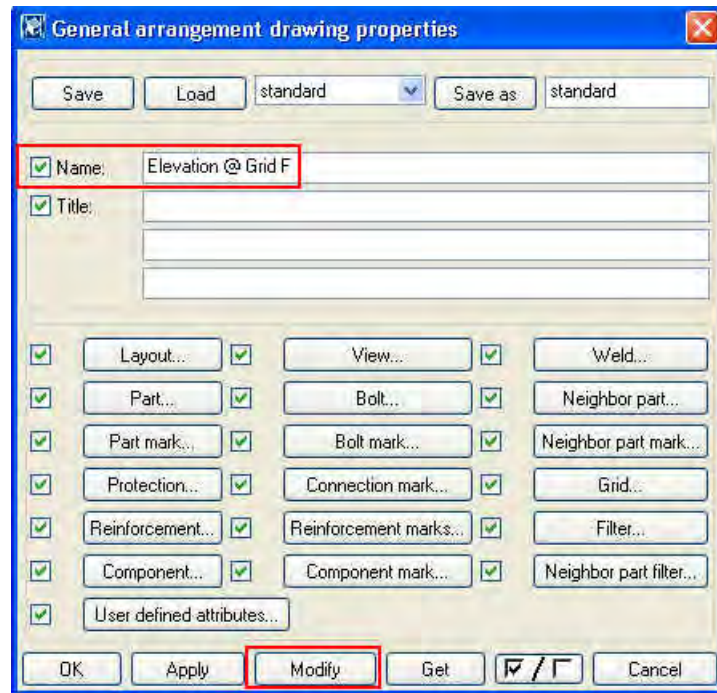 General arrangement drawing properties
Save Load standard Save as standard
Name: Elevation @ Grid F
Title:
Layout... View... Weld...
Part... Bolt... Neighbor part...
Part mark... Bolt mark... Neighbor part mark...
Protection... Connection mark... Grid...
Reinforcement... Reinforcement marks... Filter...
Component... Component mark... Neighbor part filter...
User defined attributes...
OK Apply Modify Get / Cancel